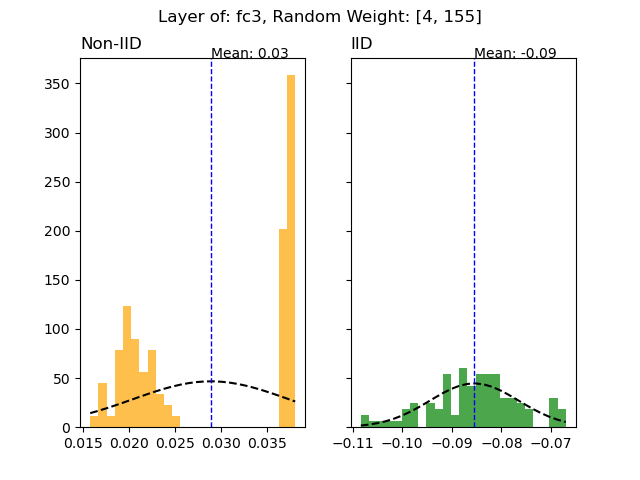 Layer of: fc3, Random Weight: [4, 155]
Non-IID
Mean: 0.03
IID
Mean: -0.09
350
300
250
200
150
100
50
0
0.015 0.020 0.025 0.030 0.035
−0.11 −0.10 −0.09 −0.08 −0.07